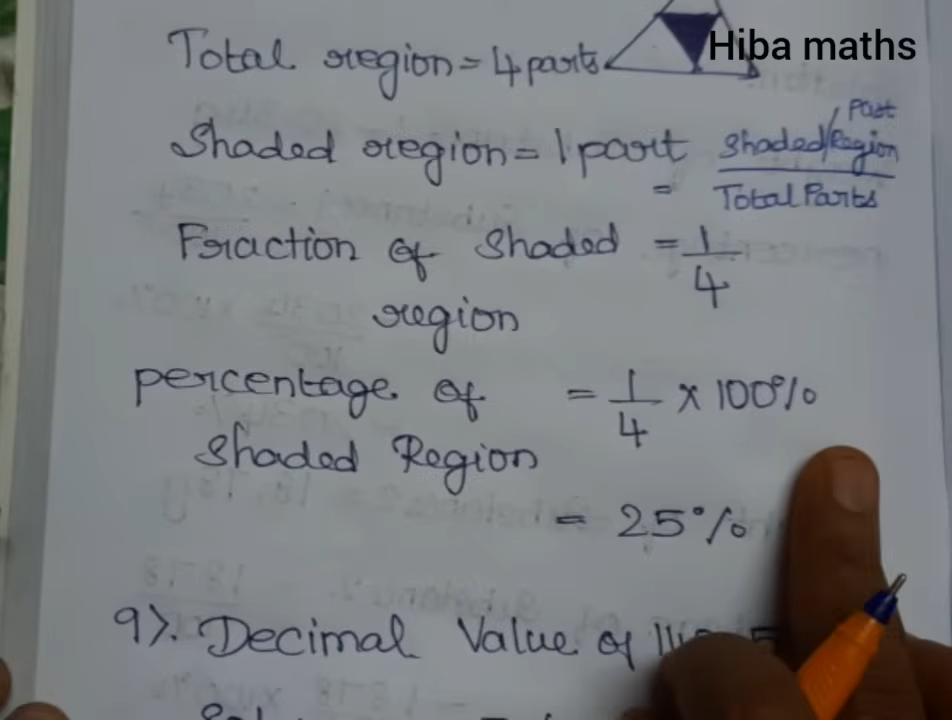 Hiba maths
Total region = 4 parts
Shaded region = 1 part
= Shaded/Region Part
Total Parts
Fraction of Shaded = 1/4
region
percentage of = 1/4 × 100%
Shaded Region
= 25%
9). Decimal Value of